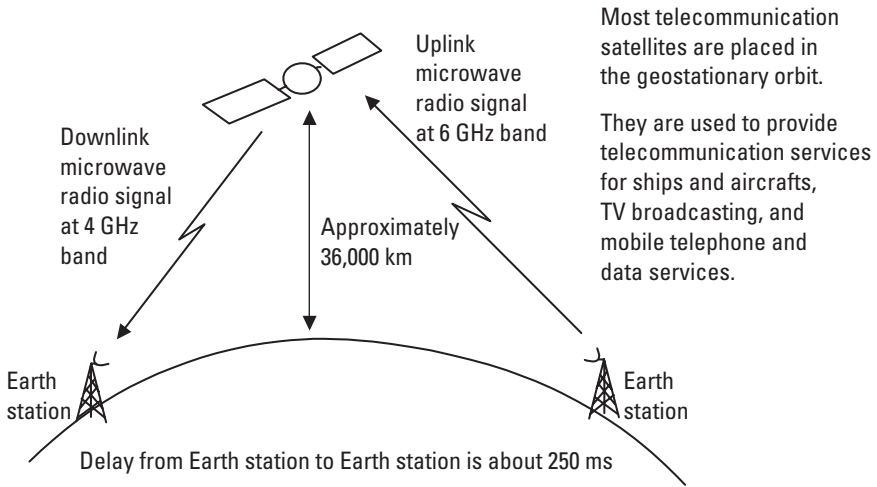 Uplink
microwave
radio signal
at 6 GHz band
Most telecommunication
satellites are placed in
the geostationary orbit.
They are used to provide
telecommunication services
for ships and aircrafts,
TV broadcasting, and
mobile telephone and
data services.
Downlink
microwave
radio signal
at 4 GHz
band
Approximately
36,000 km
Earth
station
Earth
station
Delay from Earth station to Earth station is about 250 ms